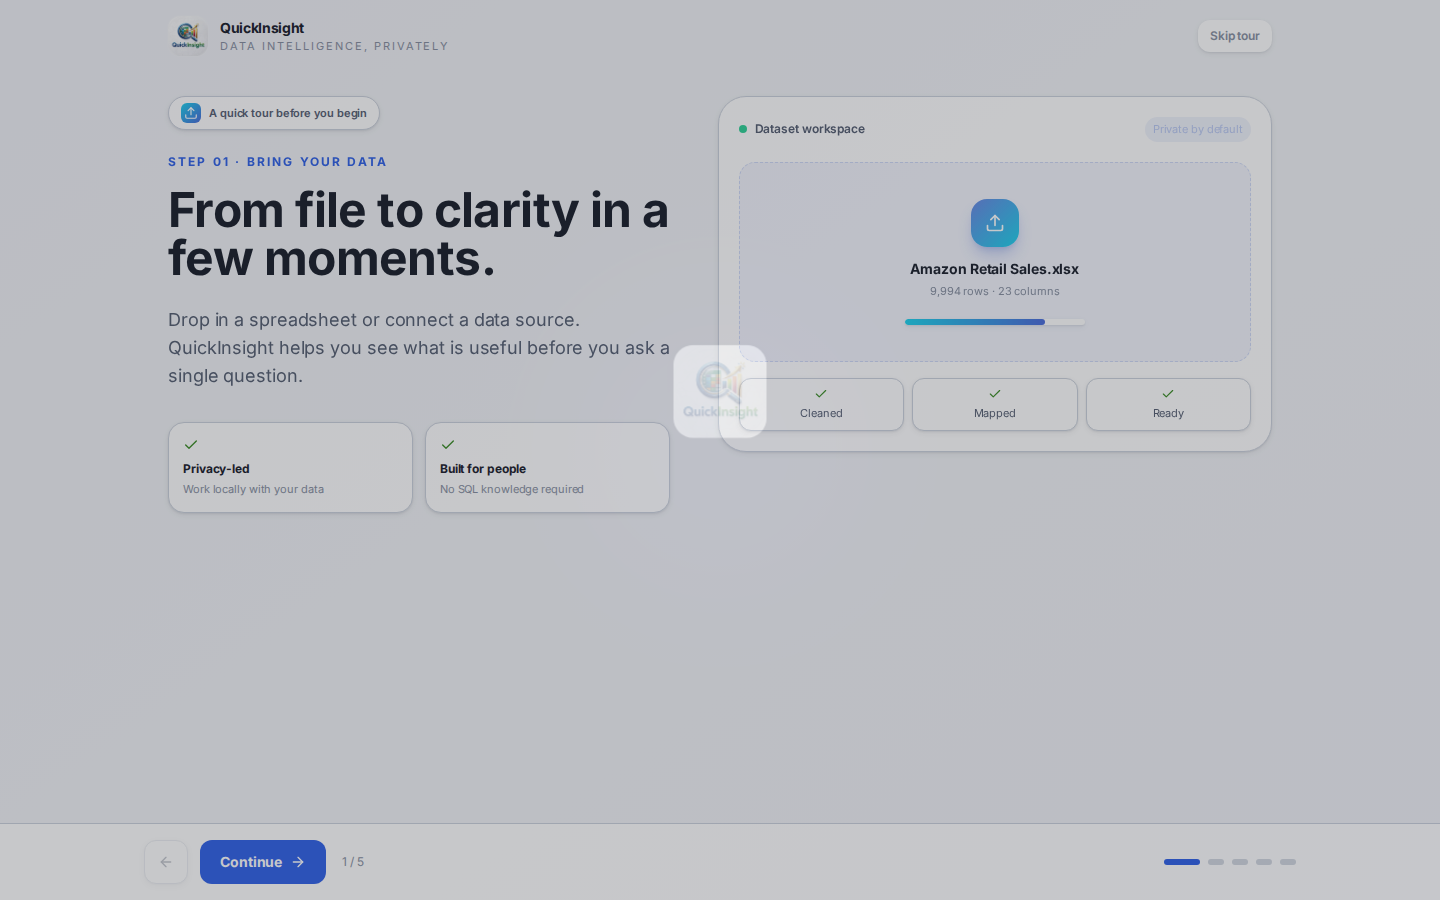 QuickInsight
DATA INTELLIGENCE, PRIVATELY
QuickInsight
Skip tour
A quick tour before you begin
STEP 01 · BRING YOUR DATA
From file to clarity in a
few moments.
Drop in a spreadsheet or connect a data source.
QuickInsight helps you see what is useful before you ask a
single question.
Privacy-led
Work locally with your data
Built for people
No SQL knowledge required
Dataset workspace
Private by default
Amazon Retail Sales.xlsx
9,994 rows · 23 columns
Cleaned
Mapped
Ready
QuickInsight
Continue
1 / 5